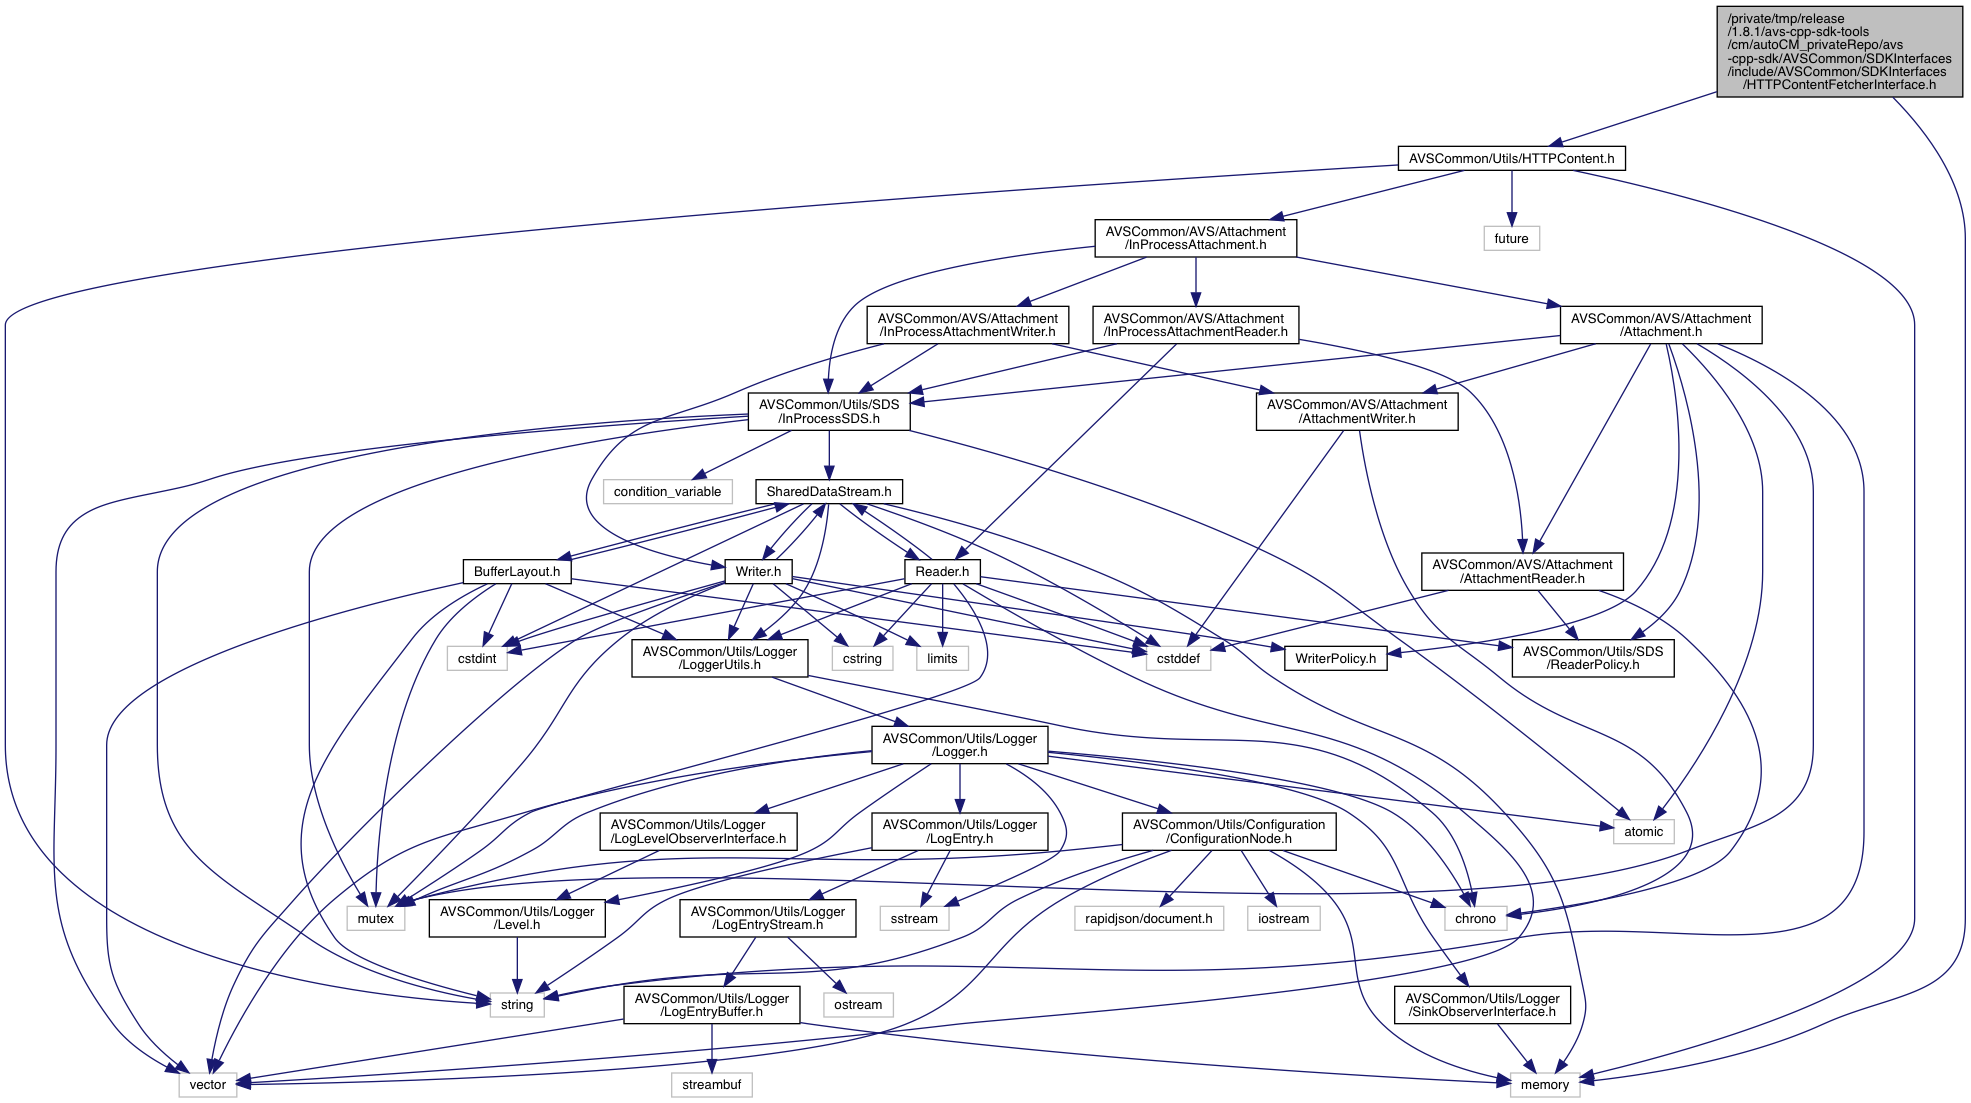 /private/tmp/release
/1.8.1/avs-cpp-sdk-tools
/cm/autoCM_privateRepo/avs
-cpp-sdk/AVSCommon/SDKInterfaces
/include/AVSCommon/SDKInterfaces
/HTTPContentFetcherInterface.h
AVSCommon/Utils/HTTPContent.h
AVSCommon/AVS/Attachment
/InProcessAttachment.h
future
AVSCommon/AVS/Attachment
/InProcessAttachmentWriter.h
AVSCommon/AVS/Attachment
/InProcessAttachmentReader.h
AVSCommon/AVS/Attachment
/Attachment.h
AVSCommon/Utils/SDS
/InProcessSDS.h
AVSCommon/AVS/Attachment
/AttachmentWriter.h
condition_variable
SharedDataStream.h
BufferLayout.h
Writer.h
Reader.h
AVSCommon/AVS/Attachment
/AttachmentReader.h
cstdint
AVSCommon/Utils/Logger
/LoggerUtils.h
cstring
limits
cstddef
WriterPolicy.h
AVSCommon/Utils/SDS
/ReaderPolicy.h
AVSCommon/Utils/Logger
/Logger.h
AVSCommon/Utils/Logger
/LogLevelObserverInterface.h
AVSCommon/Utils/Logger
/LogEntry.h
AVSCommon/Utils/Configuration
/ConfigurationNode.h
atomic
mutex
AVSCommon/Utils/Logger
/Level.h
AVSCommon/Utils/Logger
/LogEntryStream.h
sstream
rapidjson/document.h
iostream
chrono
string
AVSCommon/Utils/Logger
/LogEntryBuffer.h
ostream
AVSCommon/Utils/Logger
/SinkObserverInterface.h
vector
streambuf
memory